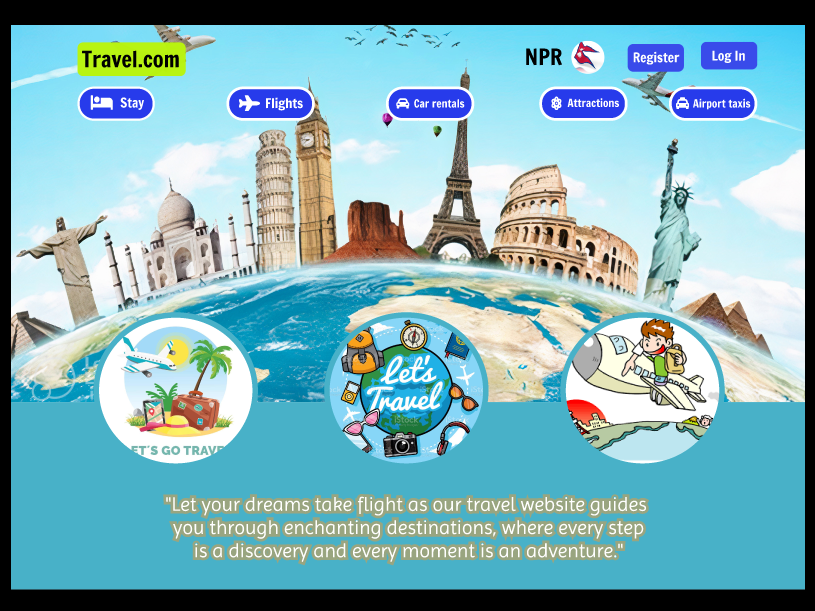 Travel.com
NPR
Register
Log In
Stay
Flights
Car rentals
Attractions
Airport taxis
ET'S GO TRAVE
Let's
Travel
"Let your dreams take flight as our travel website guides
you through enchanting destinations, where every step
is a discovery and every moment is an adventure."